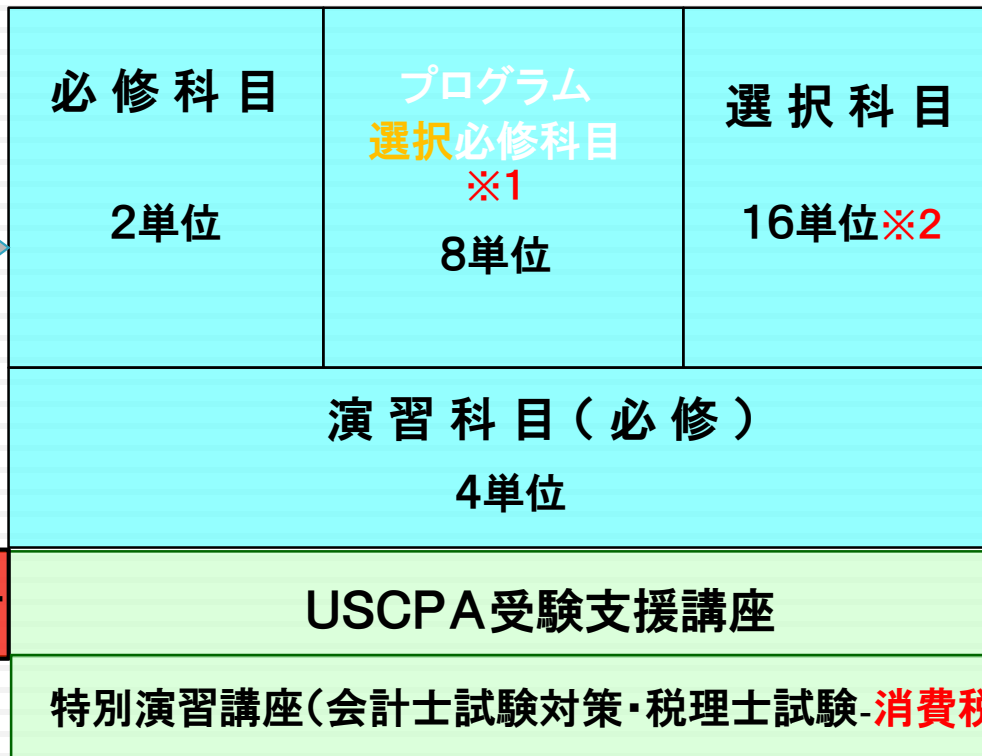 必修科目
2単位
プログラム
選択必修科目
※1
8単位
選択科目
16単位※2
演習科目(必修)
4単位
USCPA受験支援講座
特別演習講座(会計士試験対策・税理士試験-消費税